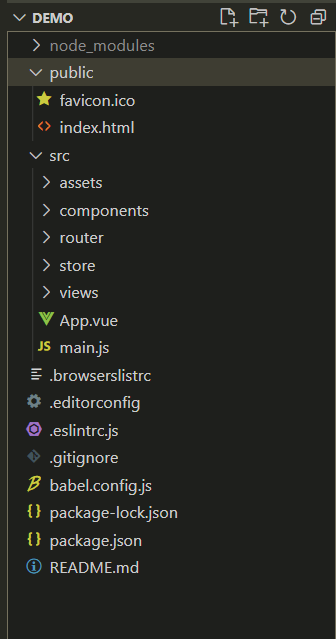 DEMO
node_modules
public
favicon.ico
index.html
src
assets
components
router
store
views
App.vue
JS main.js
.browserslistrc
.editorconfig
.eslintrc.js
.gitignore
babel.config.js
package-lock.json
package.json
README.md